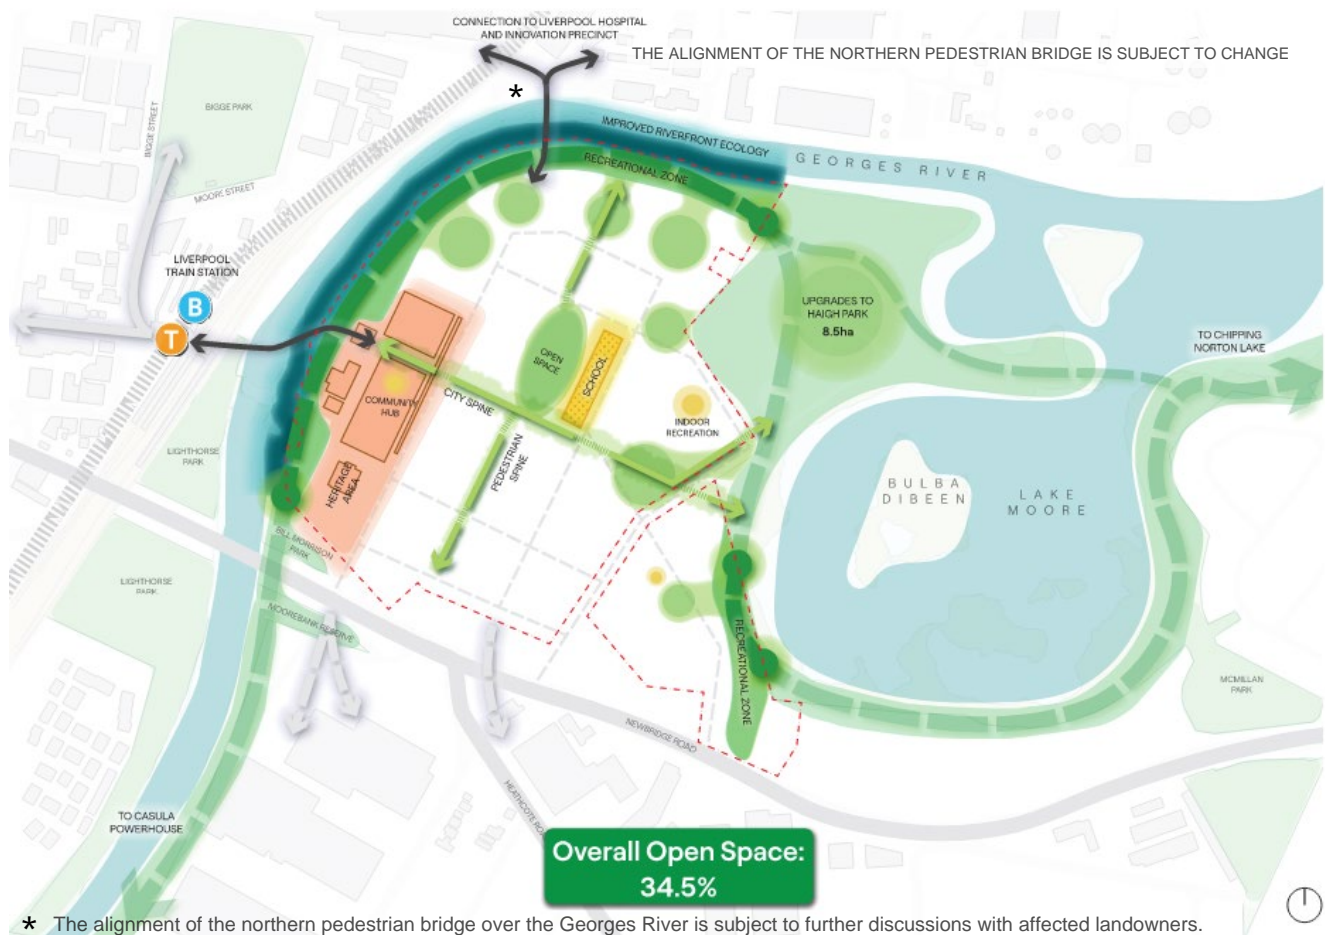 CONNECTION TO LIVERPOOL HOSPITAL
AND INNOVATION PRECINCT
THE ALIGNMENT OF THE NORTHERN PEDESTRIAN BRIDGE IS SUBJECT TO CHANGE
*
BIGGE PARK
BIGGE STREET
MOORE STREET
IMPROVED RIVERFRONT ECOLOGY
RECREATIONAL ZONE
GEORGES RIVER
LIVERPOOL
TRAIN STATION
B
T
UPGRADES TO
HAIGH PARK
8.5ha
TO CHIPPING
NORTON LAKE
OPEN
SPACE
SCHOOL
COMMUNITY
HUB
CITY SPINE
INDOOR
RECREATION
PEDESTRIAN
SPINE
HERITAGE
AREA
LIGHTHORSE
PARK
BULBA
DIBEEN
LAKE
MOORE
BILL MORRISON
PARK
LIGHTHORSE
PARK
MOOREBANK RESERVE
RECREATIONAL ZONE
MCMILLAN
PARK
NEWBRIDGE ROAD
HEATHCOTE
TO CASULA
POWERHOUSE
Overall Open Space:
34.5%
* The alignment of the northern pedestrian bridge over the Georges River is subject to further discussions with affected landowners.